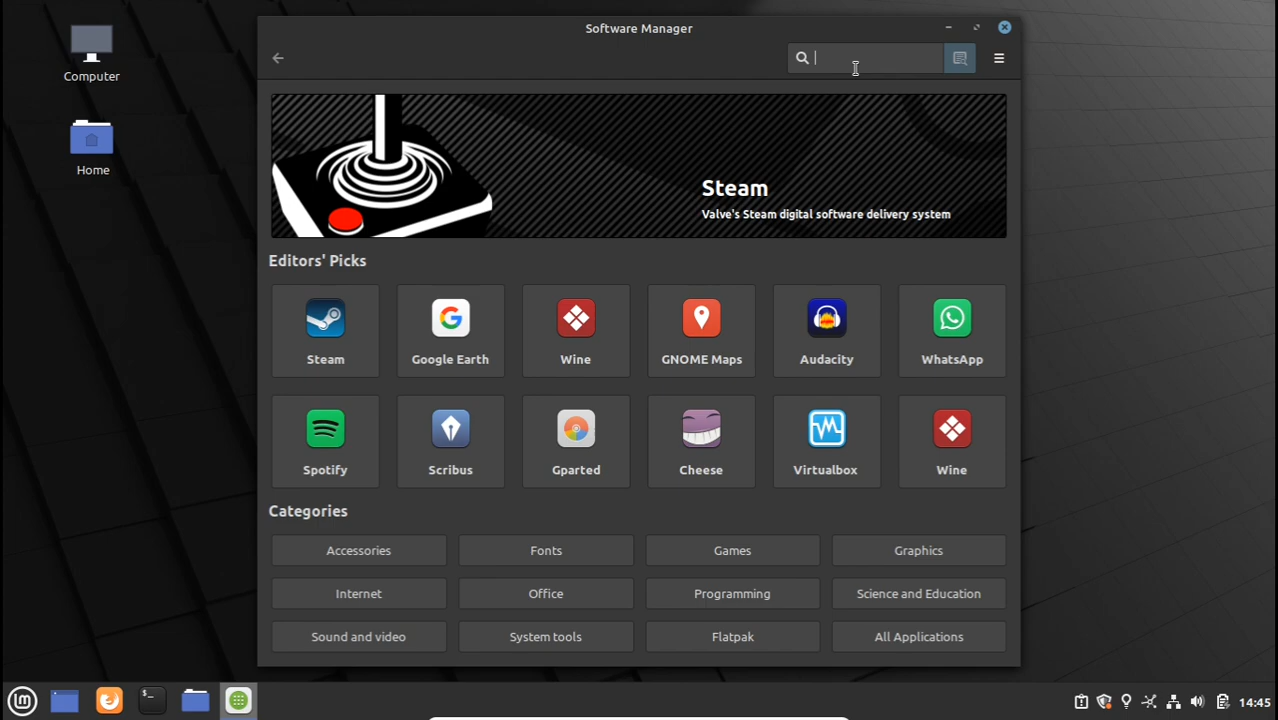 Computer
Home
Software Manager
Steam
Valve's Steam digital software delivery system
Editors' Picks
Steam
Google Earth
Wine
GNOME Maps
Audacity
WhatsApp
Spotify
Scribus
Gparted
Cheese
Virtualbox
Wine
Categories
Accessories
Fonts
Games
Graphics
Internet
Office
Programming
Science and Education
Sound and video
System tools
Flatpak
All Applications
14:45